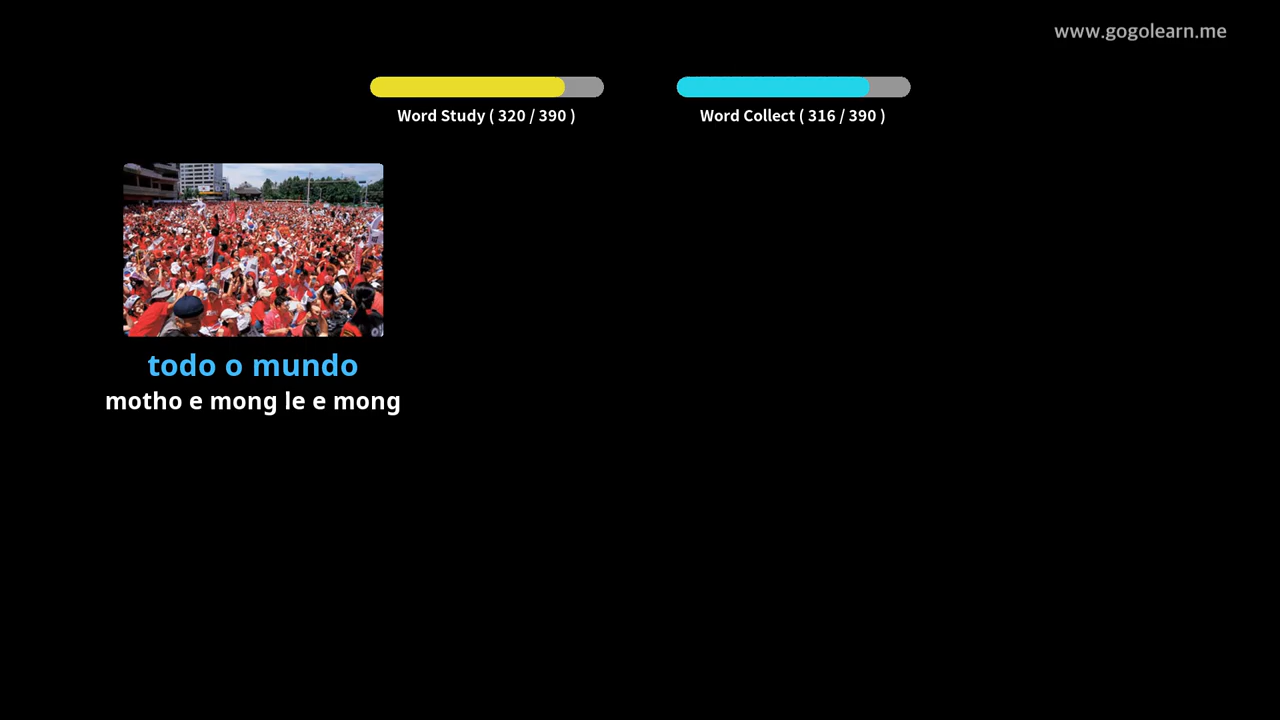 www.gogolearn.me
Word Study ( 320 / 390 )
Word Collect ( 316 / 390 )
todo o mundo
motho e mong le e mong